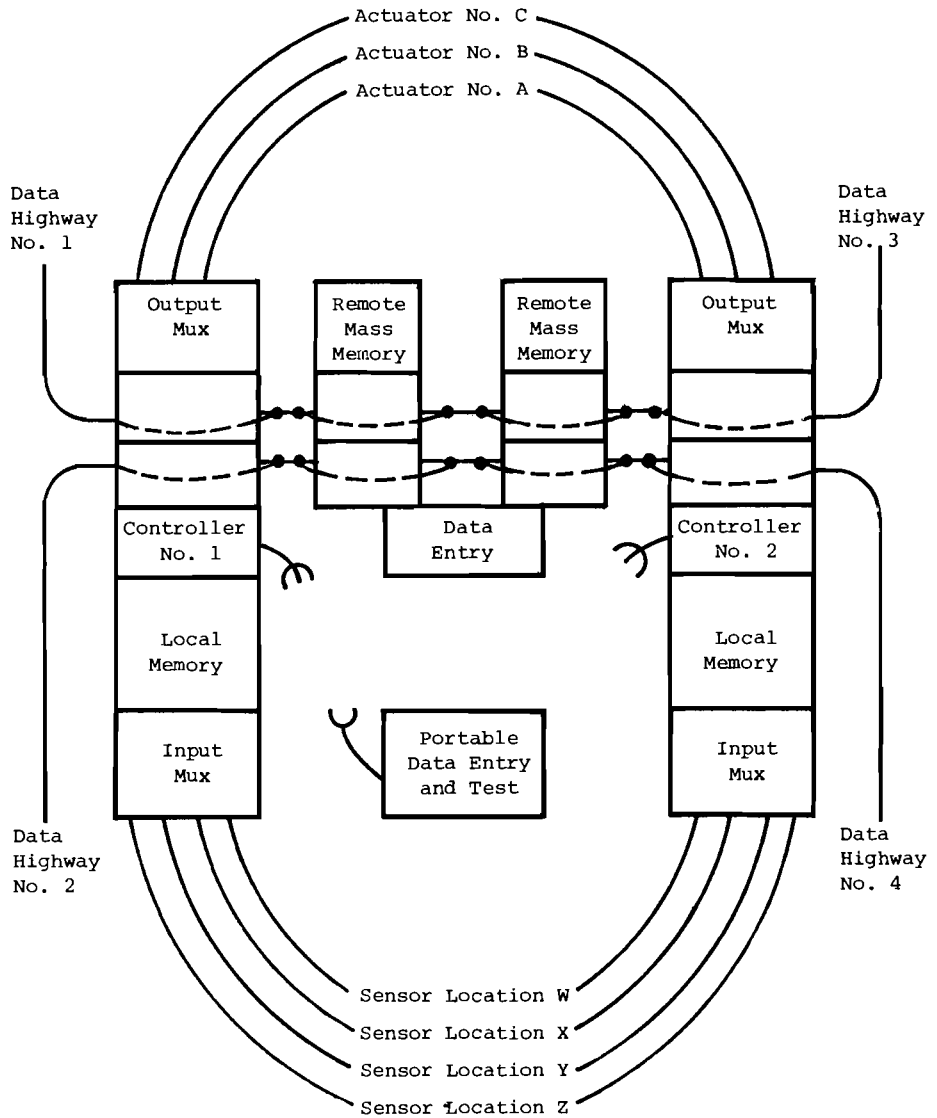 Actuator No. C
Actuator No. B
Actuator No. A
Data
Highway
No. 1
Data
Highway
No. 3
Output
Mux
Remote
Mass
Memory
Remote
Mass
Memory
Output
Mux
Controller
No. 1
Data
Entry
Controller
No. 2
Local
Memory
Local
Memory
Input
Mux
Portable
Data Entry
and Test
Input
Mux
Data
Highway
No. 2
Data
Highway
No. 4
Sensor Location W
Sensor Location X
Sensor Location Y
Sensor Location Z